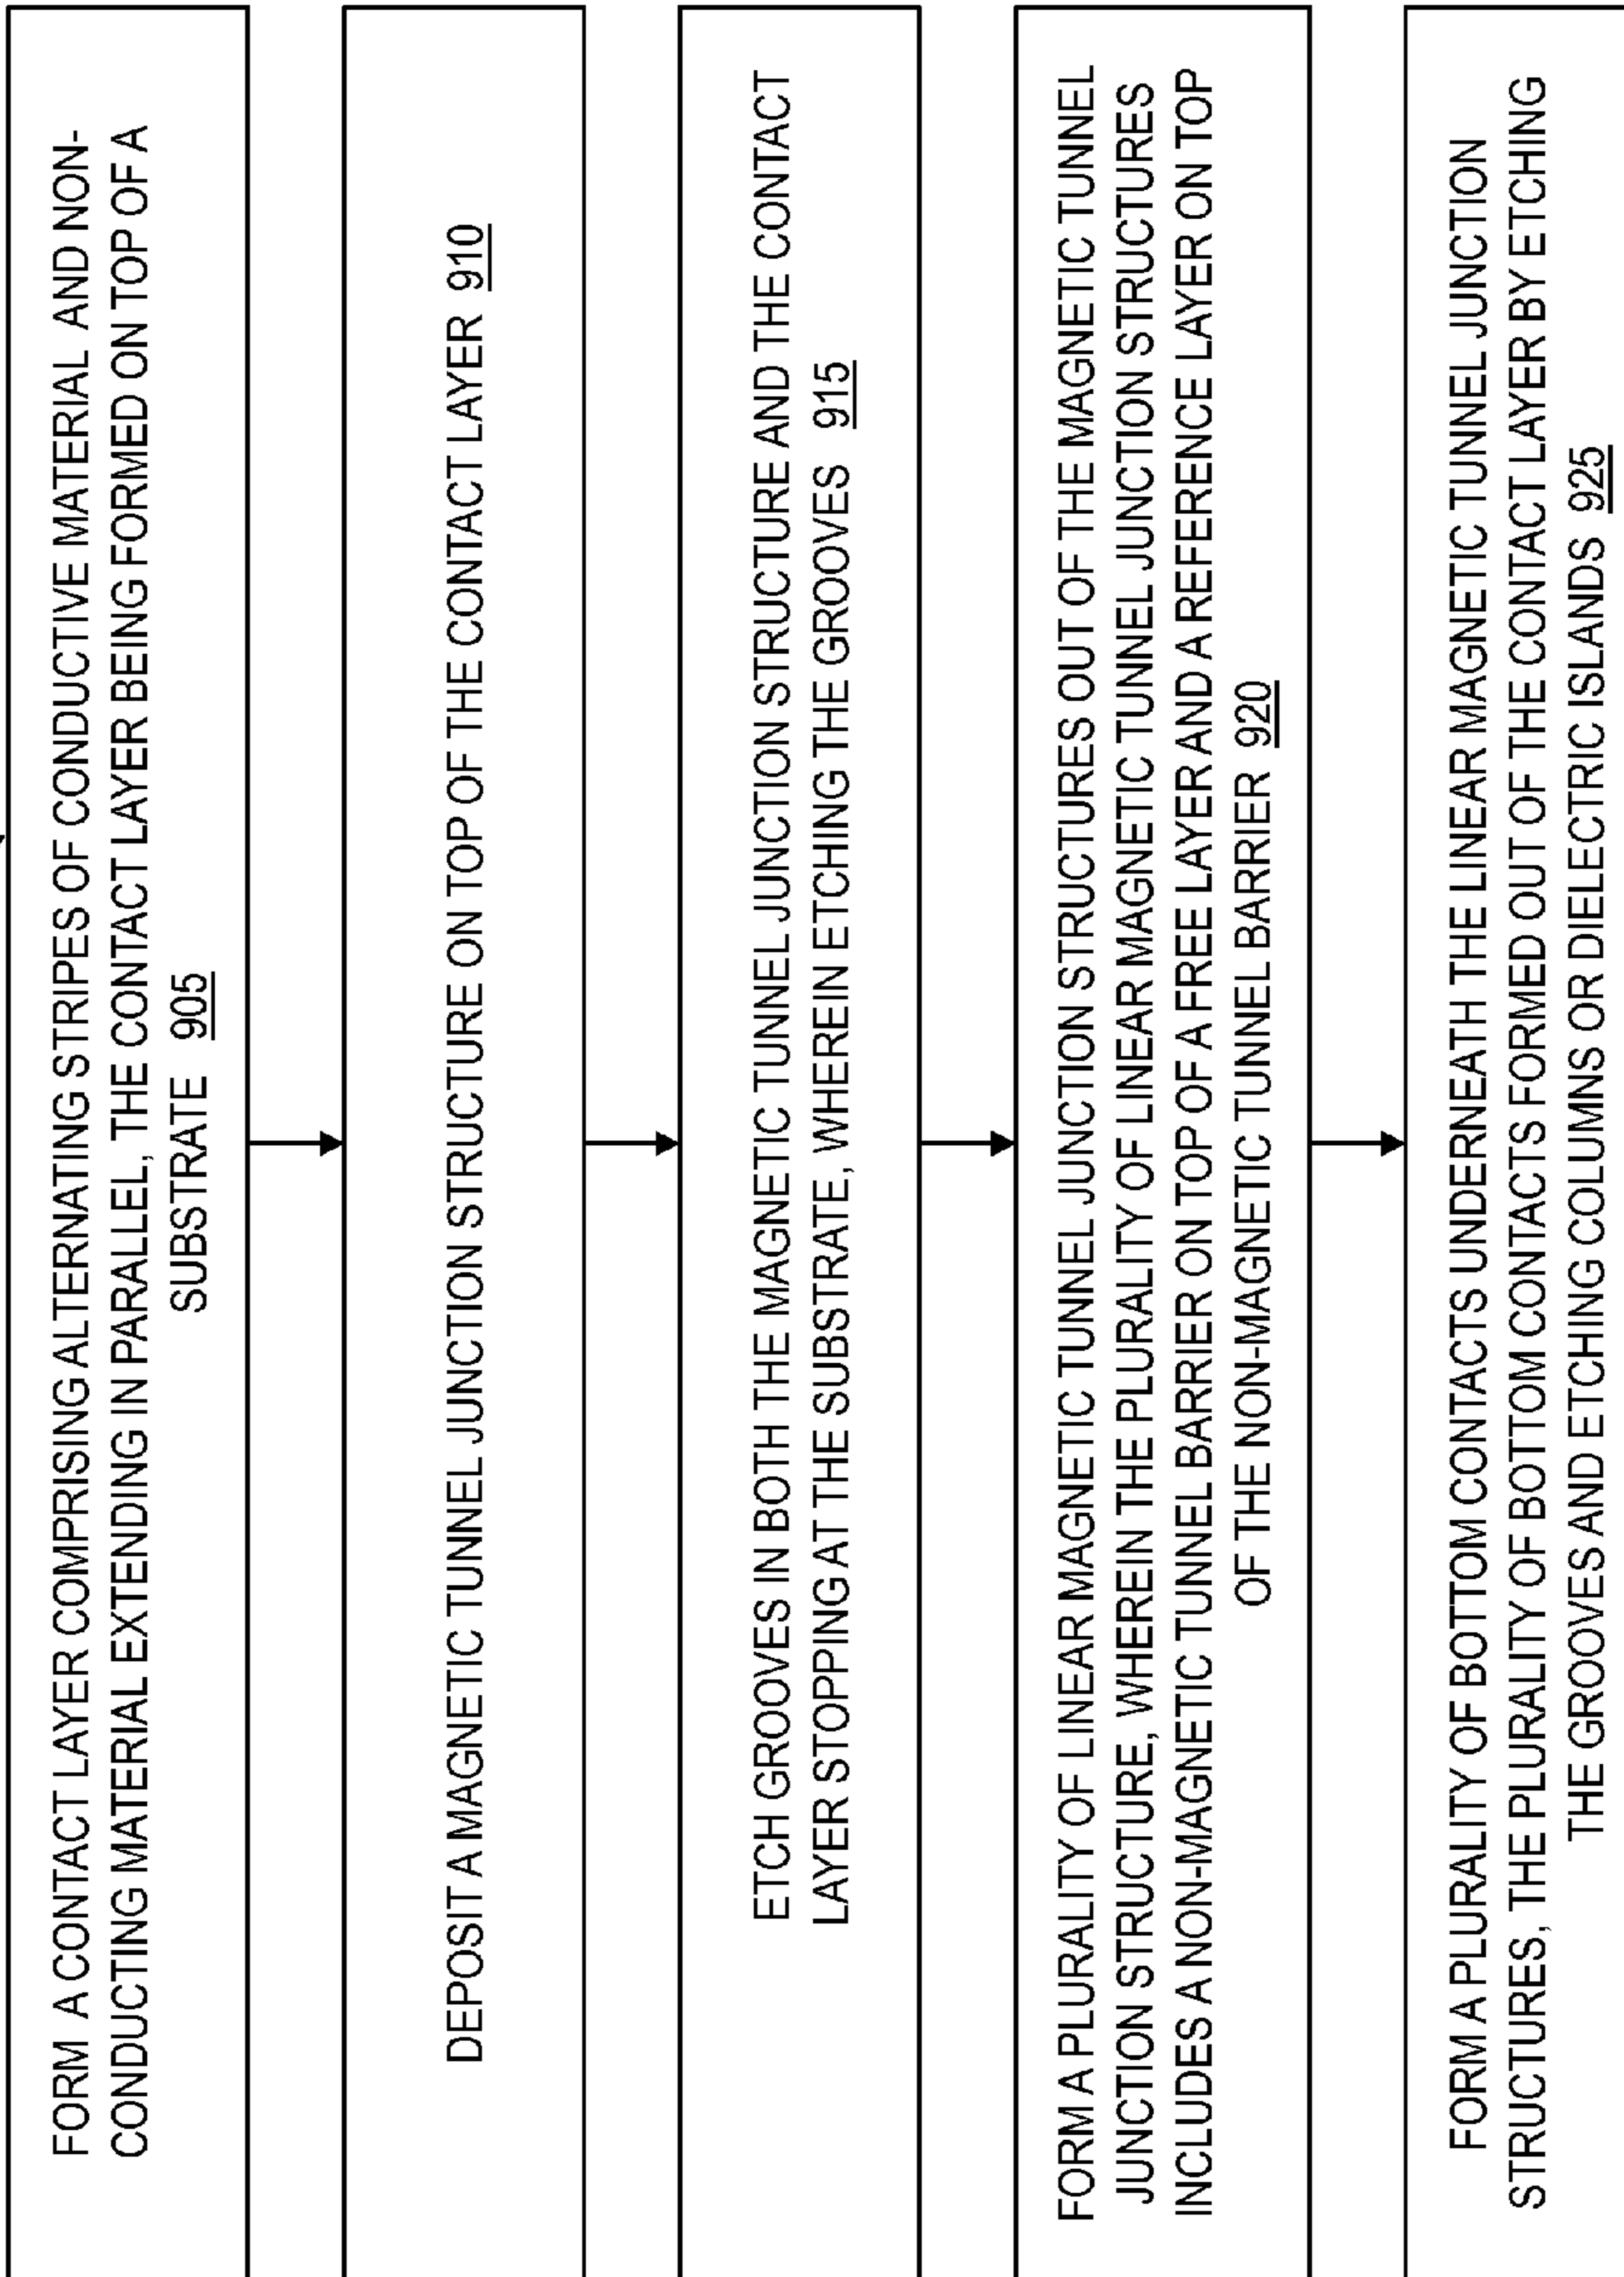 FORM A CONTACT LAYER COMPRISING ALTERNATING STRIPES OF CONDUCTIVE MATERIAL AND NON-
CONDUCTING MATERIAL EXTENDING IN PARALLEL, THE CONTACT LAYER BEING FORMED ON TOP OF A
SUBSTRATE 905
DEPOSIT A MAGNETIC TUNNEL JUNCTION STRUCTURE ON TOP OF THE CONTACT LAYER 910
ETCH GROOVES IN BOTH THE MAGNETIC TUNNEL JUNCTION STRUCTURE AND THE CONTACT
LAYER STOPPING AT THE SUBSTRATE, WHEREIN ETCHING THE GROOVES 915
FORM A PLURALITY OF LINEAR MAGNETIC TUNNEL JUNCTION STRUCTURES OUT OF THE MAGNETIC TUNNEL
JUNCTION STRUCTURE, WHEREIN THE PLURALITY OF LINEAR MAGNETIC TUNNEL JUNCTION STRUCTURES
INCLUDES A NON-MAGNETIC TUNNEL BARRIER ON TOP OF A FREE LAYER AND A REFERENCE LAYER ON TOP
OF THE NON-MAGNETIC TUNNEL BARRIER 920
FORM A PLURALITY OF BOTTOM CONTACTS UNDERNEATH THE LINEAR MAGNETIC TUNNEL JUNCTION
STRUCTURES, THE PLURALITY OF BOTTOM CONTACTS FORMED OUT OF THE CONTACT LAYER BY ETCHING
THE GROOVES AND ETCHING COLUMNS OR DIELECTRIC ISLANDS 925